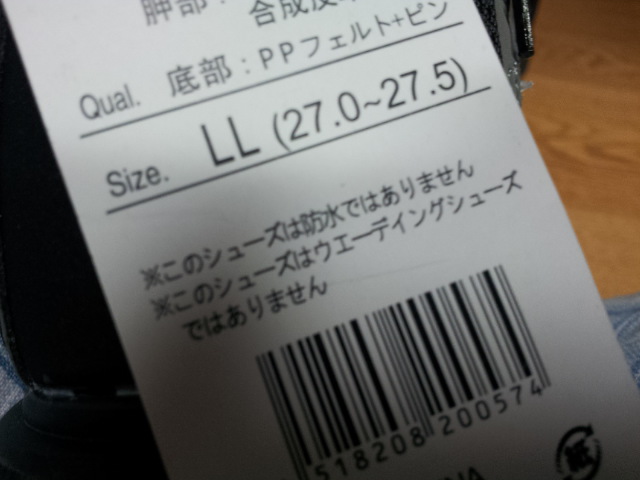 胛部：
合成皮
Qual. 底部：PPフェルト+ピン
Size. LL (27.0~27.5)
※このシューズは防水ではありません
※このシューズはウエーディングシューズ
ではありません
518208 200574
紙